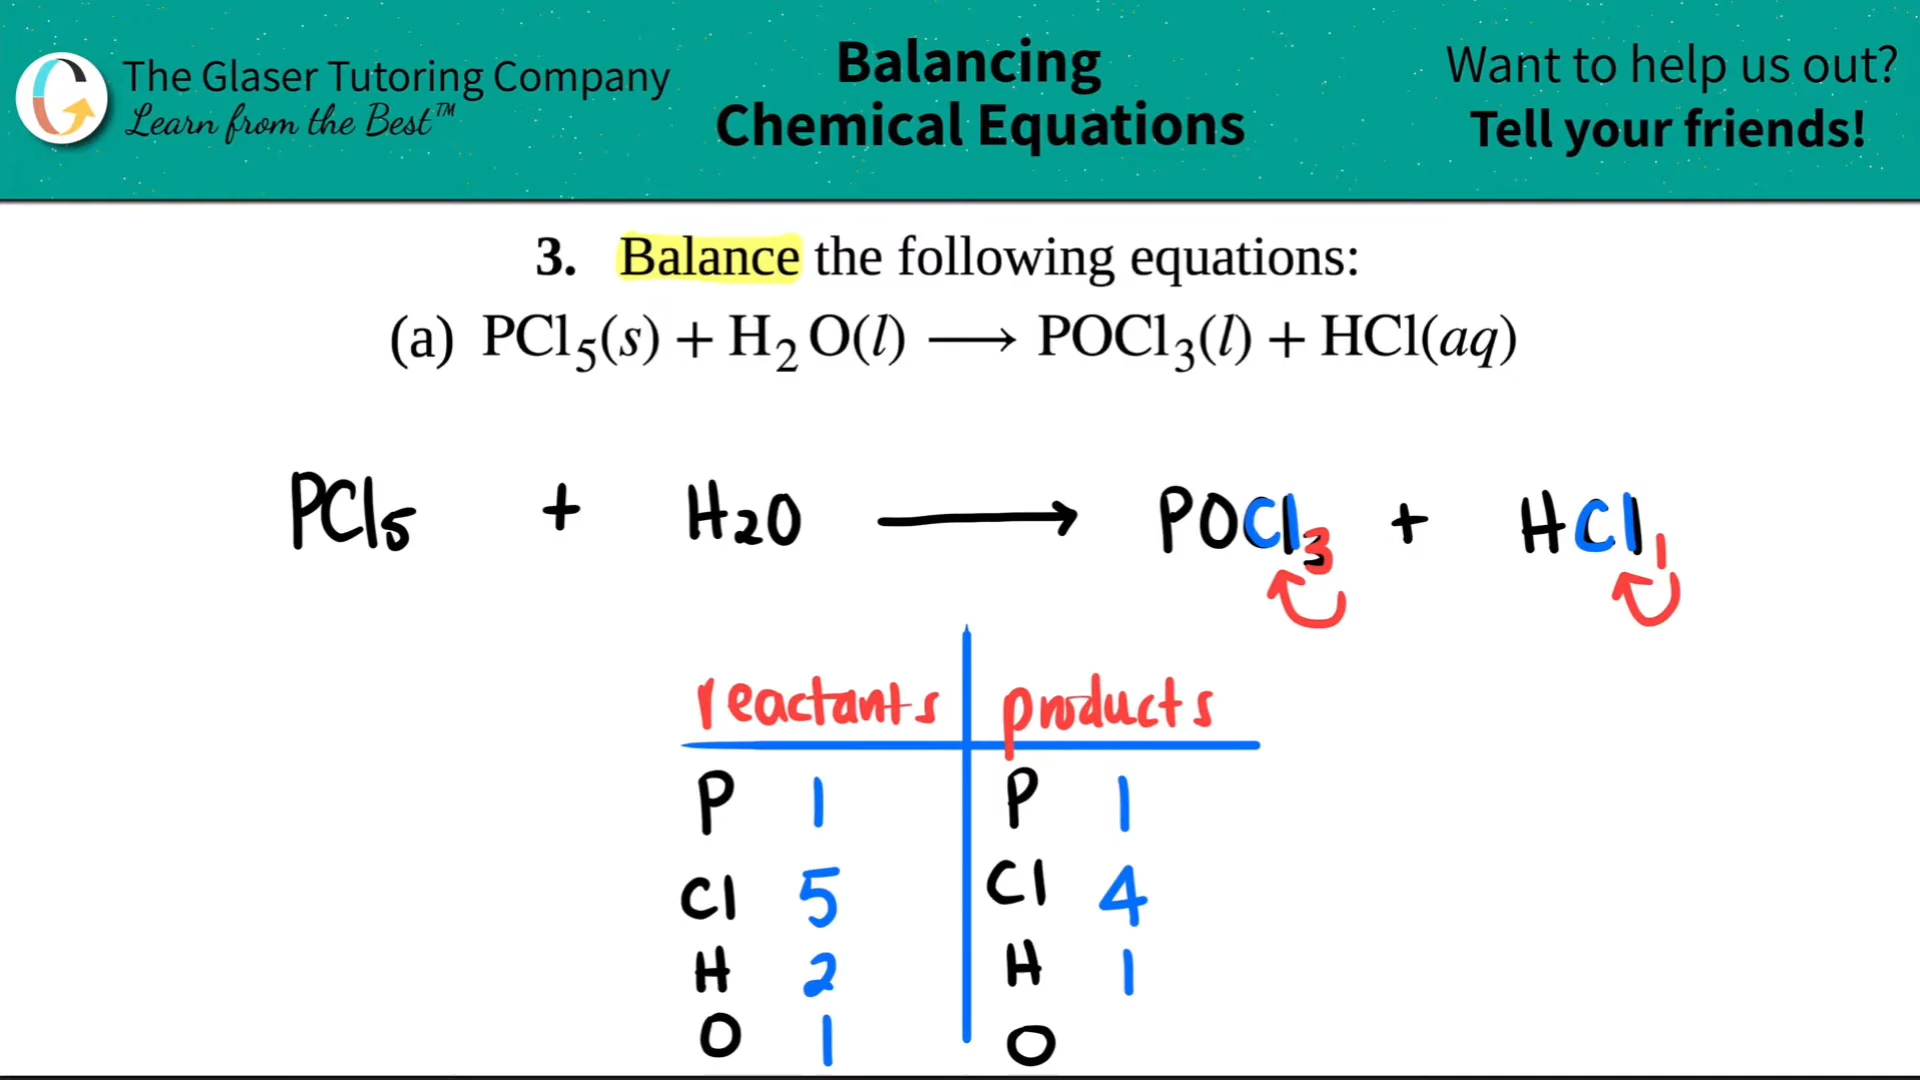 The Glaser Tutoring Company
Learn from the Best™
Balancing
Chemical Equations
Want to help us out?
Tell your friends!
3. Balance the following equations:
(a) PCl₅(s) + H₂O(l) ⟶ POCl₃(l) + HCl(aq)
PCl₅ + H₂O ⟶ POCl₃ + HCl₁
reactants products
P 1 P 1
Cl 5 Cl 4
H 2 H 1
O 1 O